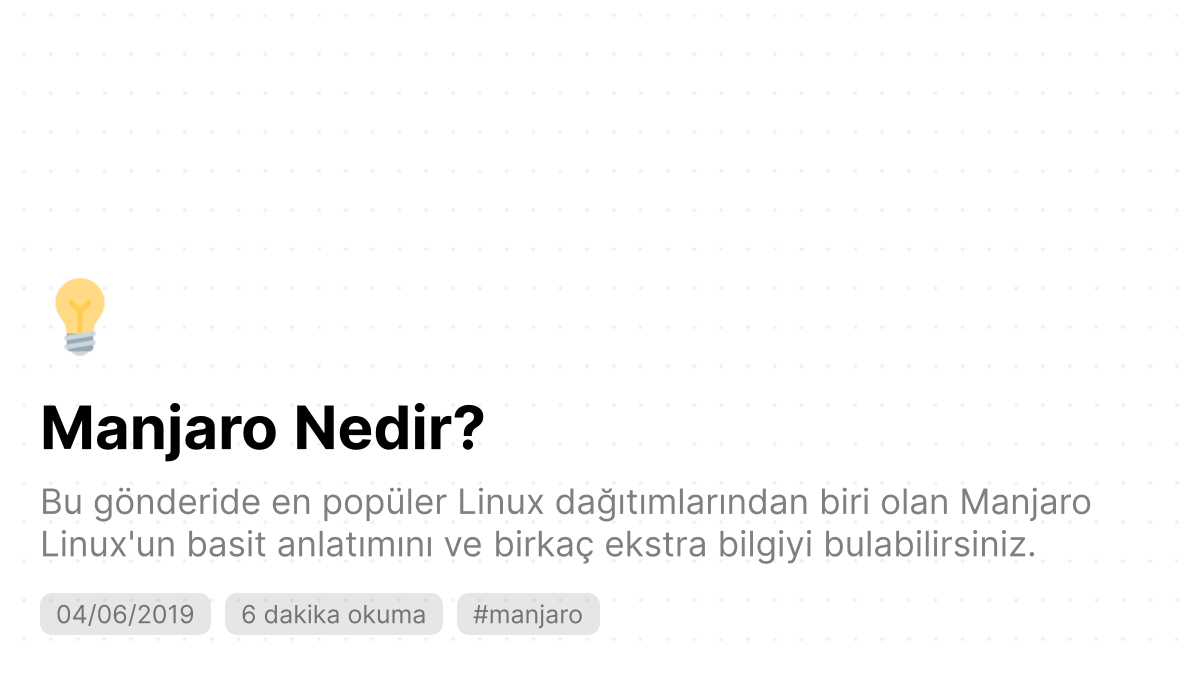 Manjaro Nedir?
Bu gönderide en popüler Linux dağıtımlarından biri olan Manjaro
Linux'un basit anlatımını ve birkaç ekstra bilgiyi bulabilirsiniz.
04/06/2019 6 dakika okuma #manjaro